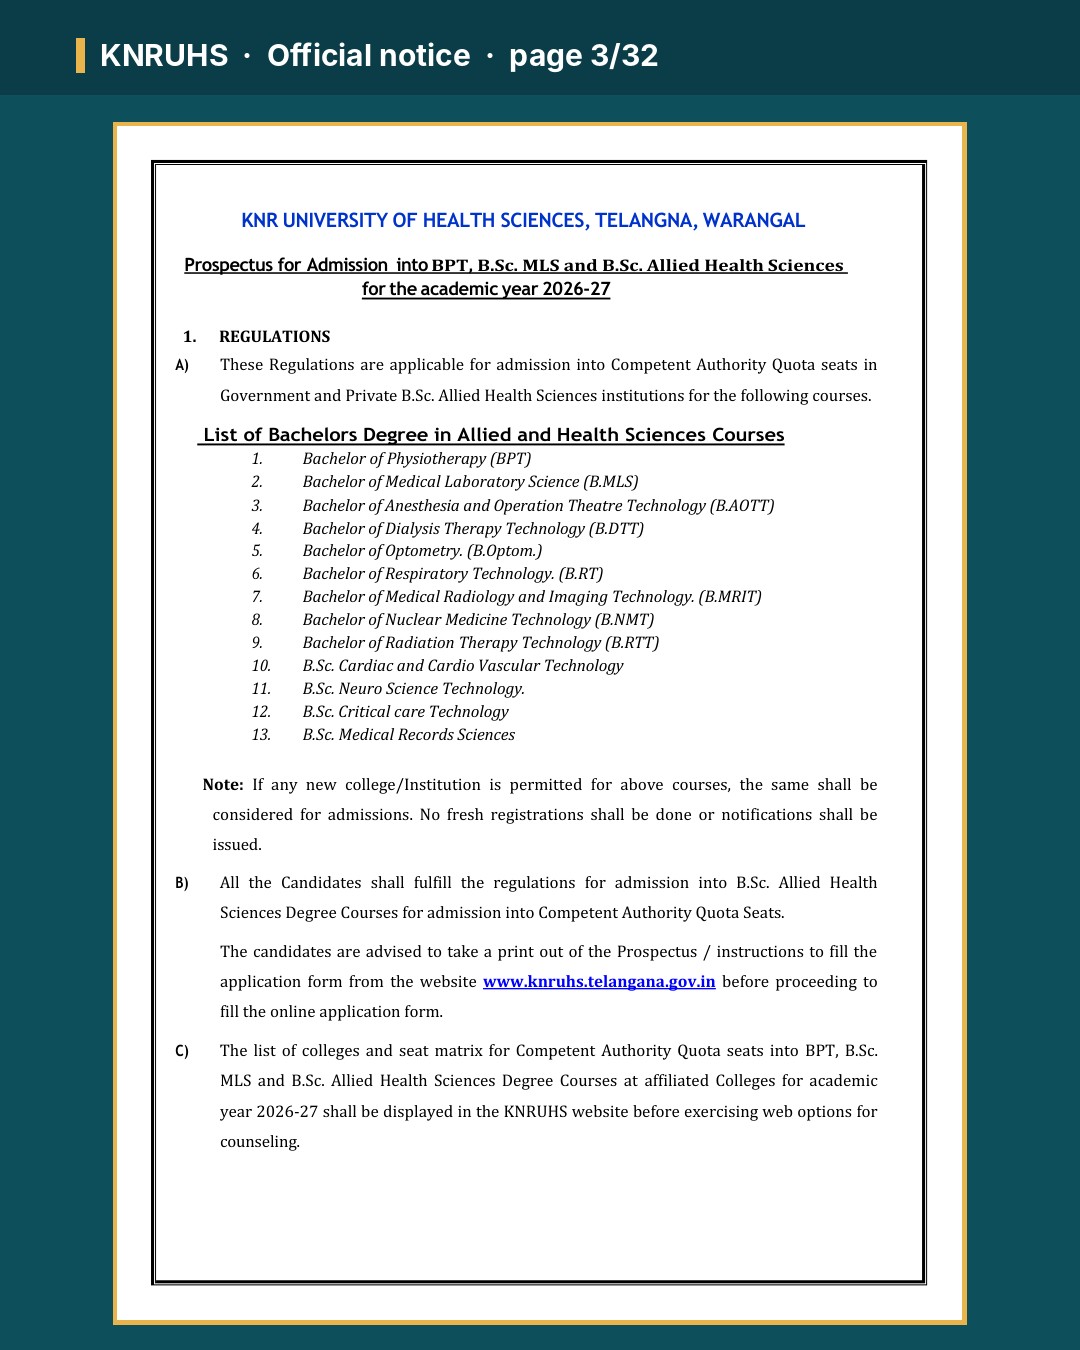 KNRUHS · Official notice · page 3/32
KNR UNIVERSITY OF HEALTH SCIENCES, TELANGNA, WARANGAL
Prospectus for Admission into BPT, B.Sc. MLS and B.Sc. Allied Health Sciences
for the academic year 2026-27
1. REGULATIONS
A) These Regulations are applicable for admission into Competent Authority Quota seats in
Government and Private B.Sc. Allied Health Sciences institutions for the following courses.
List of Bachelors Degree in Allied and Health Sciences Courses
1. Bachelor of Physiotherapy (BPT)
2. Bachelor of Medical Laboratory Science (B.MLS)
3. Bachelor of Anesthesia and Operation Theatre Technology (B.AOTT)
4. Bachelor of Dialysis Therapy Technology (B.DTT)
5. Bachelor of Optometry. (B.Optom.)
6. Bachelor of Respiratory Technology. (B.RT)
7. Bachelor of Medical Radiology and Imaging Technology. (B.MRIT)
8. Bachelor of Nuclear Medicine Technology (B.NMT)
9. Bachelor of Radiation Therapy Technology (B.RTT)
10. B.Sc. Cardiac and Cardio Vascular Technology
11. B.Sc. Neuro Science Technology.
12. B.Sc. Critical care Technology
13. B.Sc. Medical Records Sciences
Note: If any new college/Institution is permitted for above courses, the same shall be
considered for admissions. No fresh registrations shall be done or notifications shall be
issued.
B) All the Candidates shall fulfill the regulations for admission into B.Sc. Allied Health
Sciences Degree Courses for admission into Competent Authority Quota Seats.
The candidates are advised to take a print out of the Prospectus / instructions to fill the
application form from the website www.knruhs.telangana.gov.in before proceeding to
fill the online application form.
C) The list of colleges and seat matrix for Competent Authority Quota seats into BPT, B.Sc.
MLS and B.Sc. Allied Health Sciences Degree Courses at affiliated Colleges for academic
year 2026-27 shall be displayed in the KNRUHS website before exercising web options for
counseling.